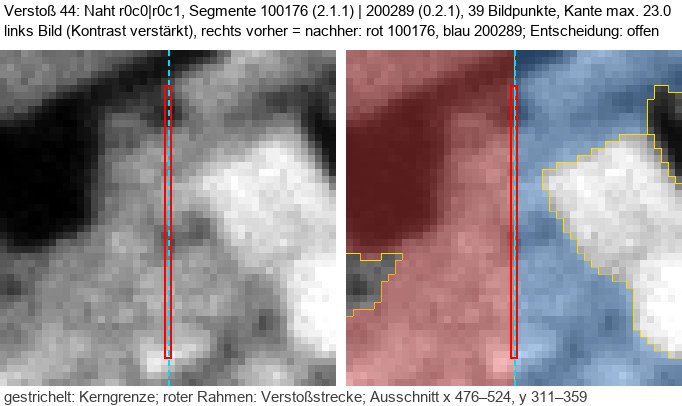 Verstoß 44: Naht r0c0|r0c1, Segmente 100176 (2.1.1) | 200289 (0.2.1), 39 Bildpunkte, Kante max. 23.0
links Bild (Kontrast verstärkt), rechts vorher = nachher: rot 100176, blau 200289; Entscheidung: offen
gestrichelt: Kerngrenze; roter Rahmen: Verstoßstrecke; Ausschnitt x 476–524, y 311–359